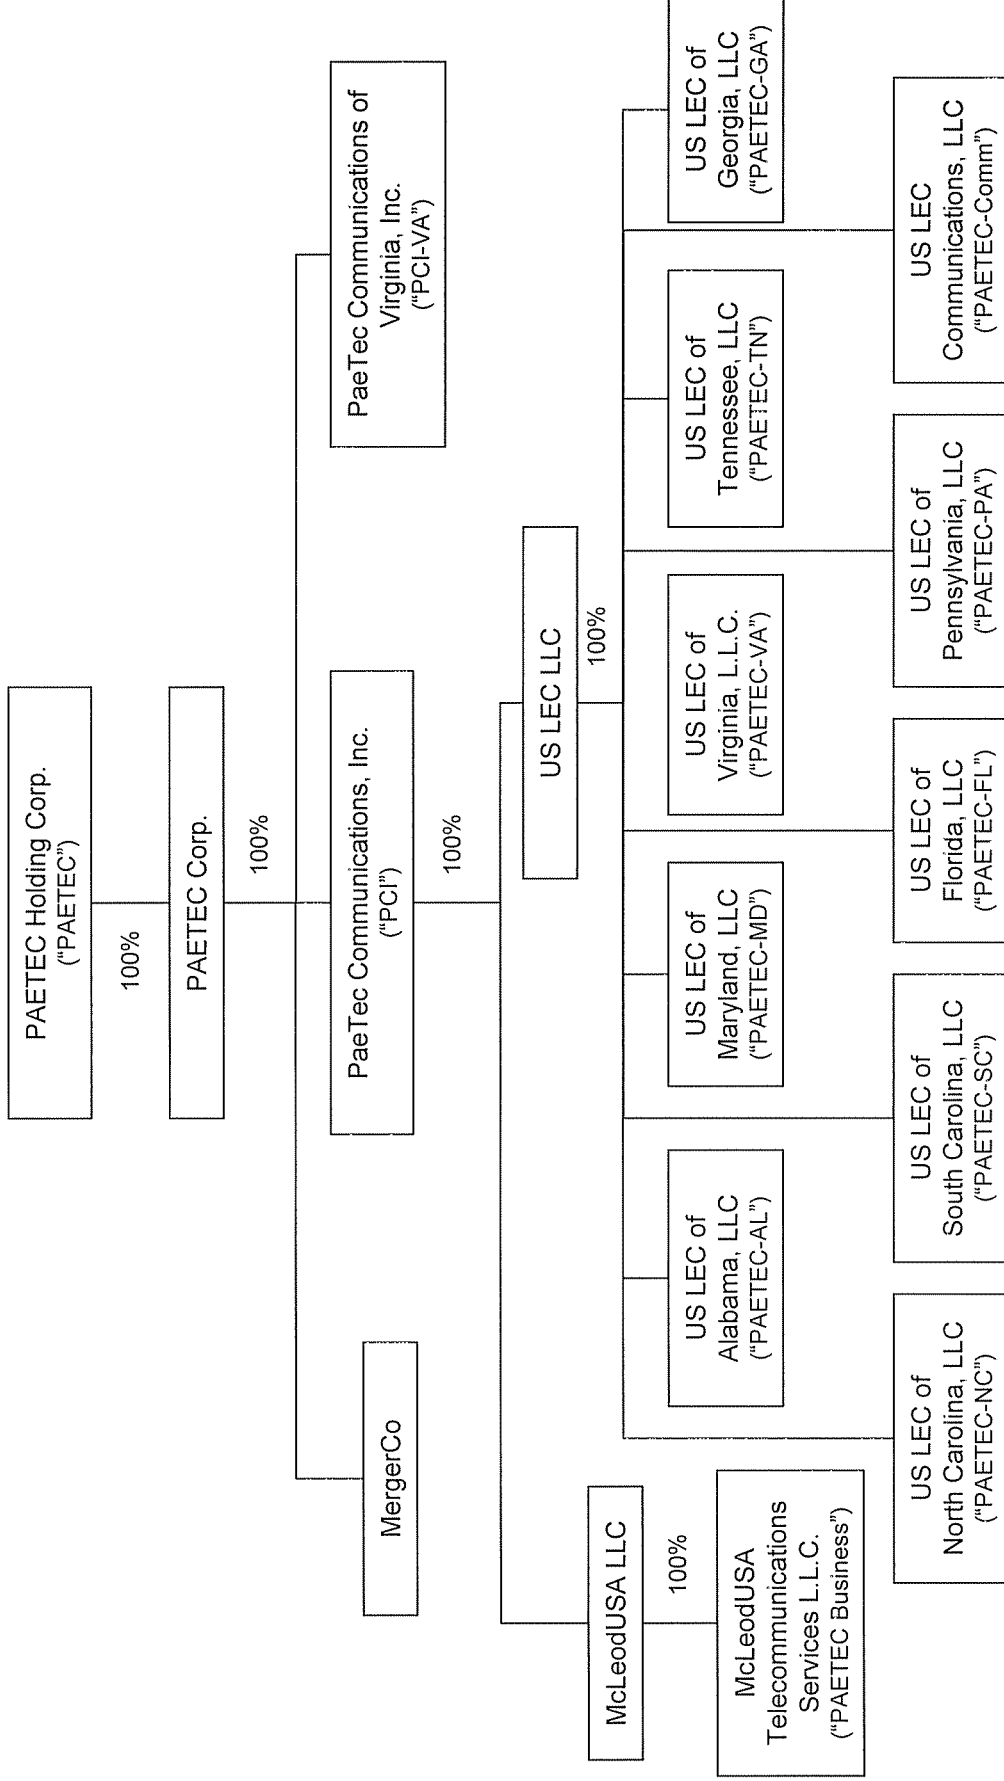 PAETEC Holding Corp.
("PAETEC")
100%
PAETEC Corp.
100%
MergerCo
PaeTec Communications, Inc.
("PCI")
PaeTec Communications of
Virginia, Inc.
("PCI-VA")
100%
McLeodUSA LLC
100%
McLeodUSA
Telecommunications
Services L.L.C.
("PAETEC Business")
US LEC LLC
100%
US LEC of
Alabama, LLC
("PAETEC-AL")
US LEC of
Maryland, LLC
("PAETEC-MD")
US LEC of
Virginia, L.L.C.
("PAETEC-VA")
US LEC of
Tennessee, LLC
("PAETEC-TN")
US LEC of
Georgia, LLC
("PAETEC-GA")
US LEC of
North Carolina, LLC
("PAETEC-NC")
US LEC of
South Carolina, LLC
("PAETEC-SC")
US LEC of
Florida, LLC
("PAETEC-FL")
US LEC of
Pennsylvania, LLC
("PAETEC-PA")
US LEC
Communications, LLC
("PAETEC-Comm")